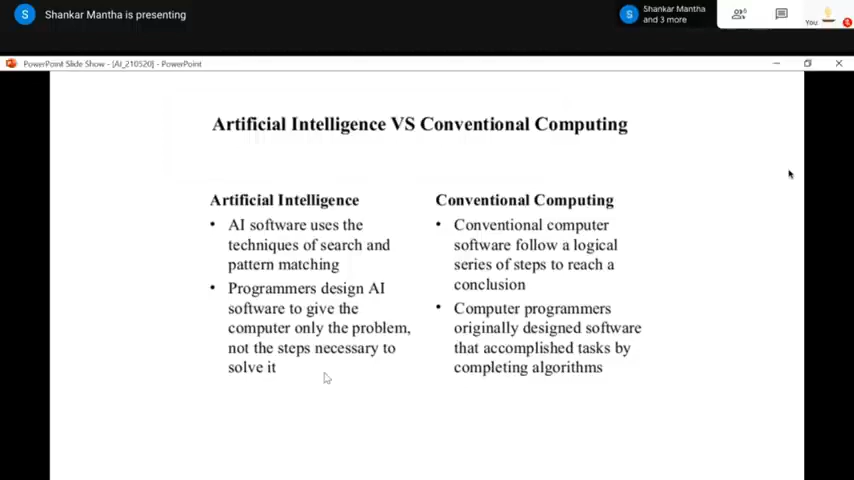 S Shankar Mantha is presenting
S Shankar Mantha
and 3 more
You
PowerPoint Slide Show - [AI_210520] - PowerPoint
Artificial Intelligence VS Conventional Computing
Artificial Intelligence
• AI software uses the
techniques of search and
pattern matching
• Programmers design AI
software to give the
computer only the problem,
not the steps necessary to
solve it
Conventional Computing
• Conventional computer
software follow a logical
series of steps to reach a
conclusion
• Computer programmers
originally designed software
that accomplished tasks by
completing algorithms